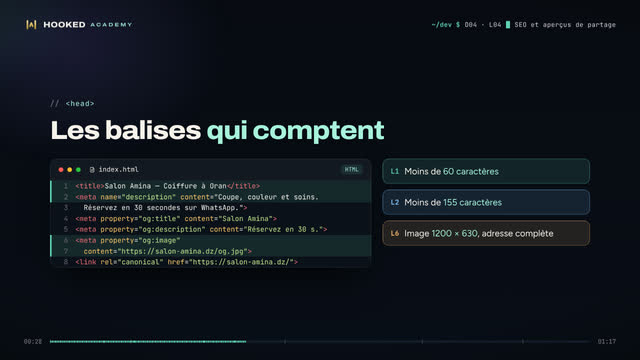 HOOKED ACADEMY
~/dev $ D04 · L04 SEO et aperçus de partage
// <head>
Les balises qui comptent
index.html
HTML
1 <title>Salon Amina — Coiffure à Oran</title>
2 <meta name="description" content="Coupe, couleur et soins.
3 Réservez en 30 secondes sur WhatsApp.">
4 <meta property="og:title" content="Salon Amina">
5 <meta property="og:description" content="Réservez en 30 s.">
6 <meta property="og:image"
7 content="https://salon-amina.dz/og.jpg">
8 <link rel="canonical" href="https://salon-amina.dz/">
L1 Moins de 60 caractères
L2 Moins de 155 caractères
L6 Image 1200 × 630, adresse complète
00:28
01:17